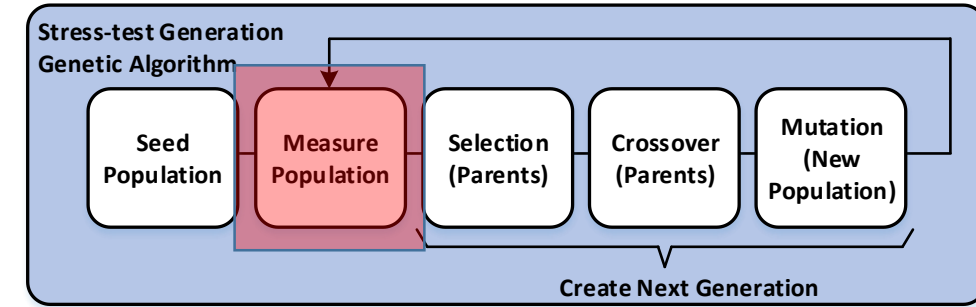 Stress-test Generation
Genetic Algorithm
Seed
Population
Measure
Population
Selection
(Parents)
Crossover
(Parents)
Mutation
(New
Population)
Create Next Generation